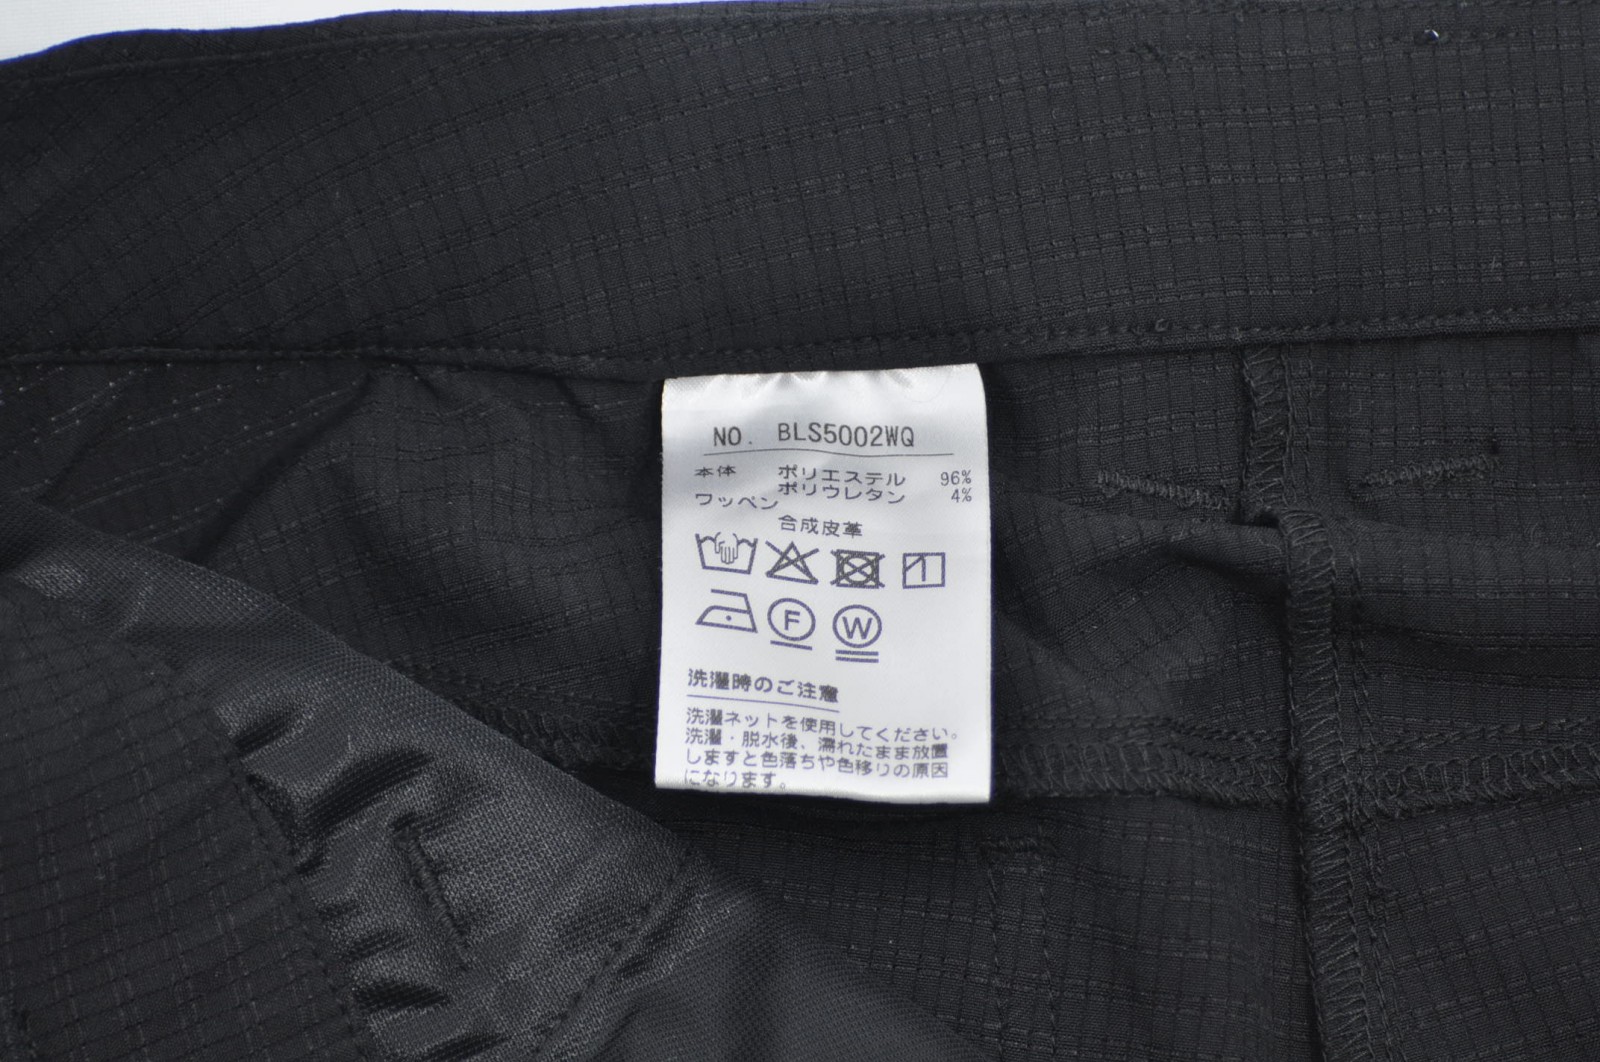 NO. BLS5002WQ
本体 ポリエステル 96%
ポリウレタン 4%
ワッペン
合成皮革
F W
洗濯時のご注意
洗濯ネットを使用してください。
洗濯・脱水後、濡れたまま放置
しますと色落ちや色移りの原因
になります。